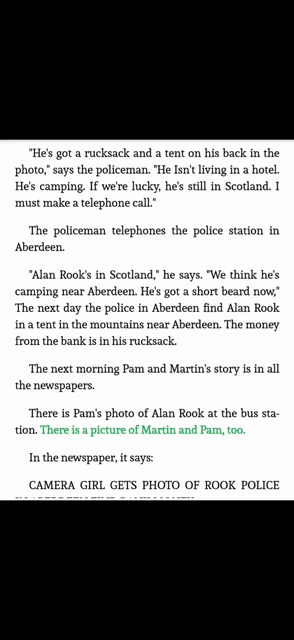 "He's got a rucksack and a tent on his back in the
photo," says the policeman. "He Isn't living in a hotel.
He's camping. If we're lucky, he's still in Scotland. I
must make a telephone call."
The policeman telephones the police station in
Aberdeen.
"Alan Rook's in Scotland," he says. "We think he's
camping near Aberdeen. He's got a short beard now,"
The next day the police in Aberdeen find Alan Rook
in a tent in the mountains near Aberdeen. The money
from the bank is in his rucksack.
The next morning Pam and Martin's story is in all
the newspapers.
There is Pam's photo of Alan Rook at the bus sta-
tion. There is a picture of Martin and Pam, too.
In the newspaper, it says:
CAMERA GIRL GETS PHOTO OF ROOK POLICE